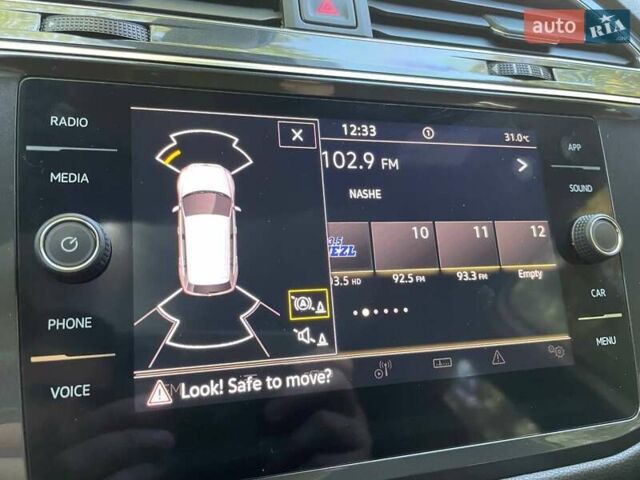 auto RIA
RADIO
MEDIA
PHONE
VOICE
12:33
31.0°C
102.9 FM
NASHE
10
11
12
92.5 FM
93.3 FM
Empty
Look! Safe to move?
APP
SOUND
CAR
MENU